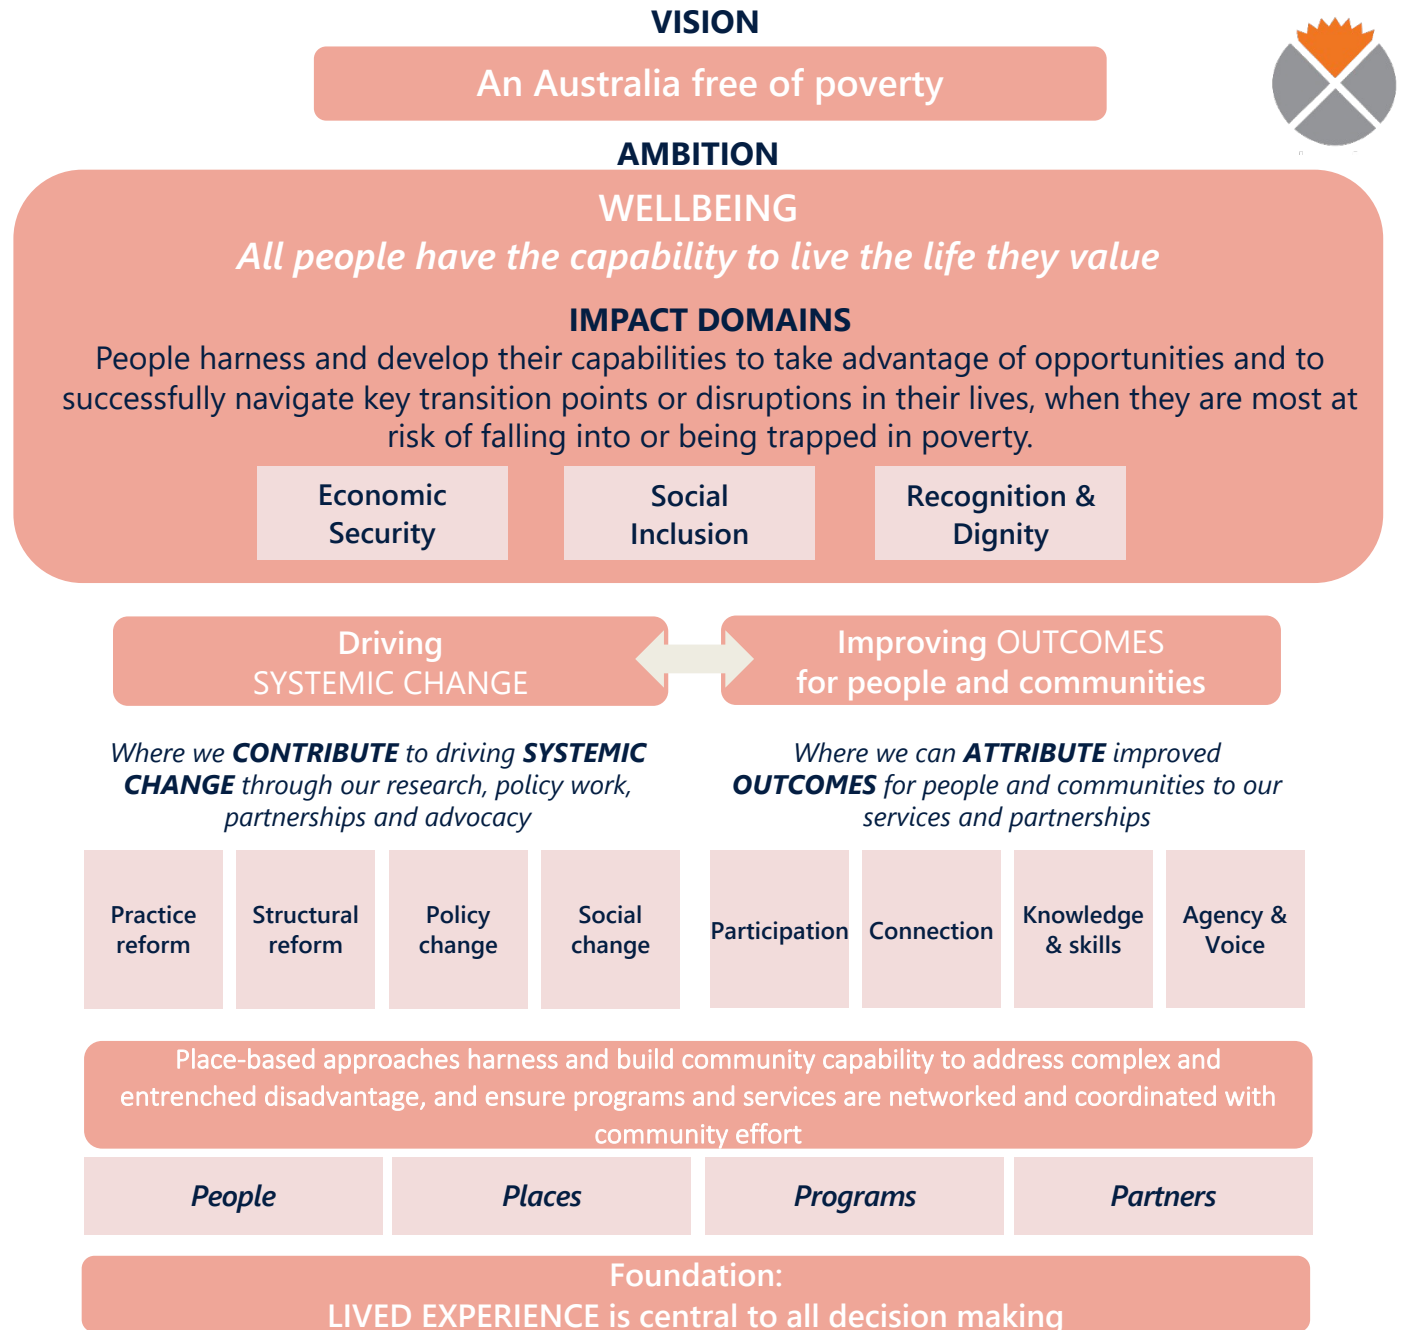 VISION
An Australia free of poverty
AMBITION
WELLBEING
All people have the capability to live the life they value
IMPACT DOMAINS
People harness and develop their capabilities to take advantage of opportunities and to
successfully navigate key transition points or disruptions in their lives, when they are most at
risk of falling into or being trapped in poverty.
Economic
Security
Social
Inclusion
Recognition &
Dignity
Driving
SYSTEMIC CHANGE
Improving OUTCOMES
for people and communities
Where we CONTRIBUTE to driving SYSTEMIC
CHANGE through our research, policy work,
partnerships and advocacy
Where we can ATTRIBUTE improved
OUTCOMES for people and communities to our
services and partnerships
Practice
reform
Structural
reform
Policy
change
Social
change
Participation
Connection
Knowledge
& skills
Agency &
Voice
Place-based approaches harness and build community capability to address complex and
entrenched disadvantage, and ensure programs and services are networked and coordinated with
community effort
People
Places
Programs
Partners
Foundation:
LIVED EXPERIENCE is central to all decision making